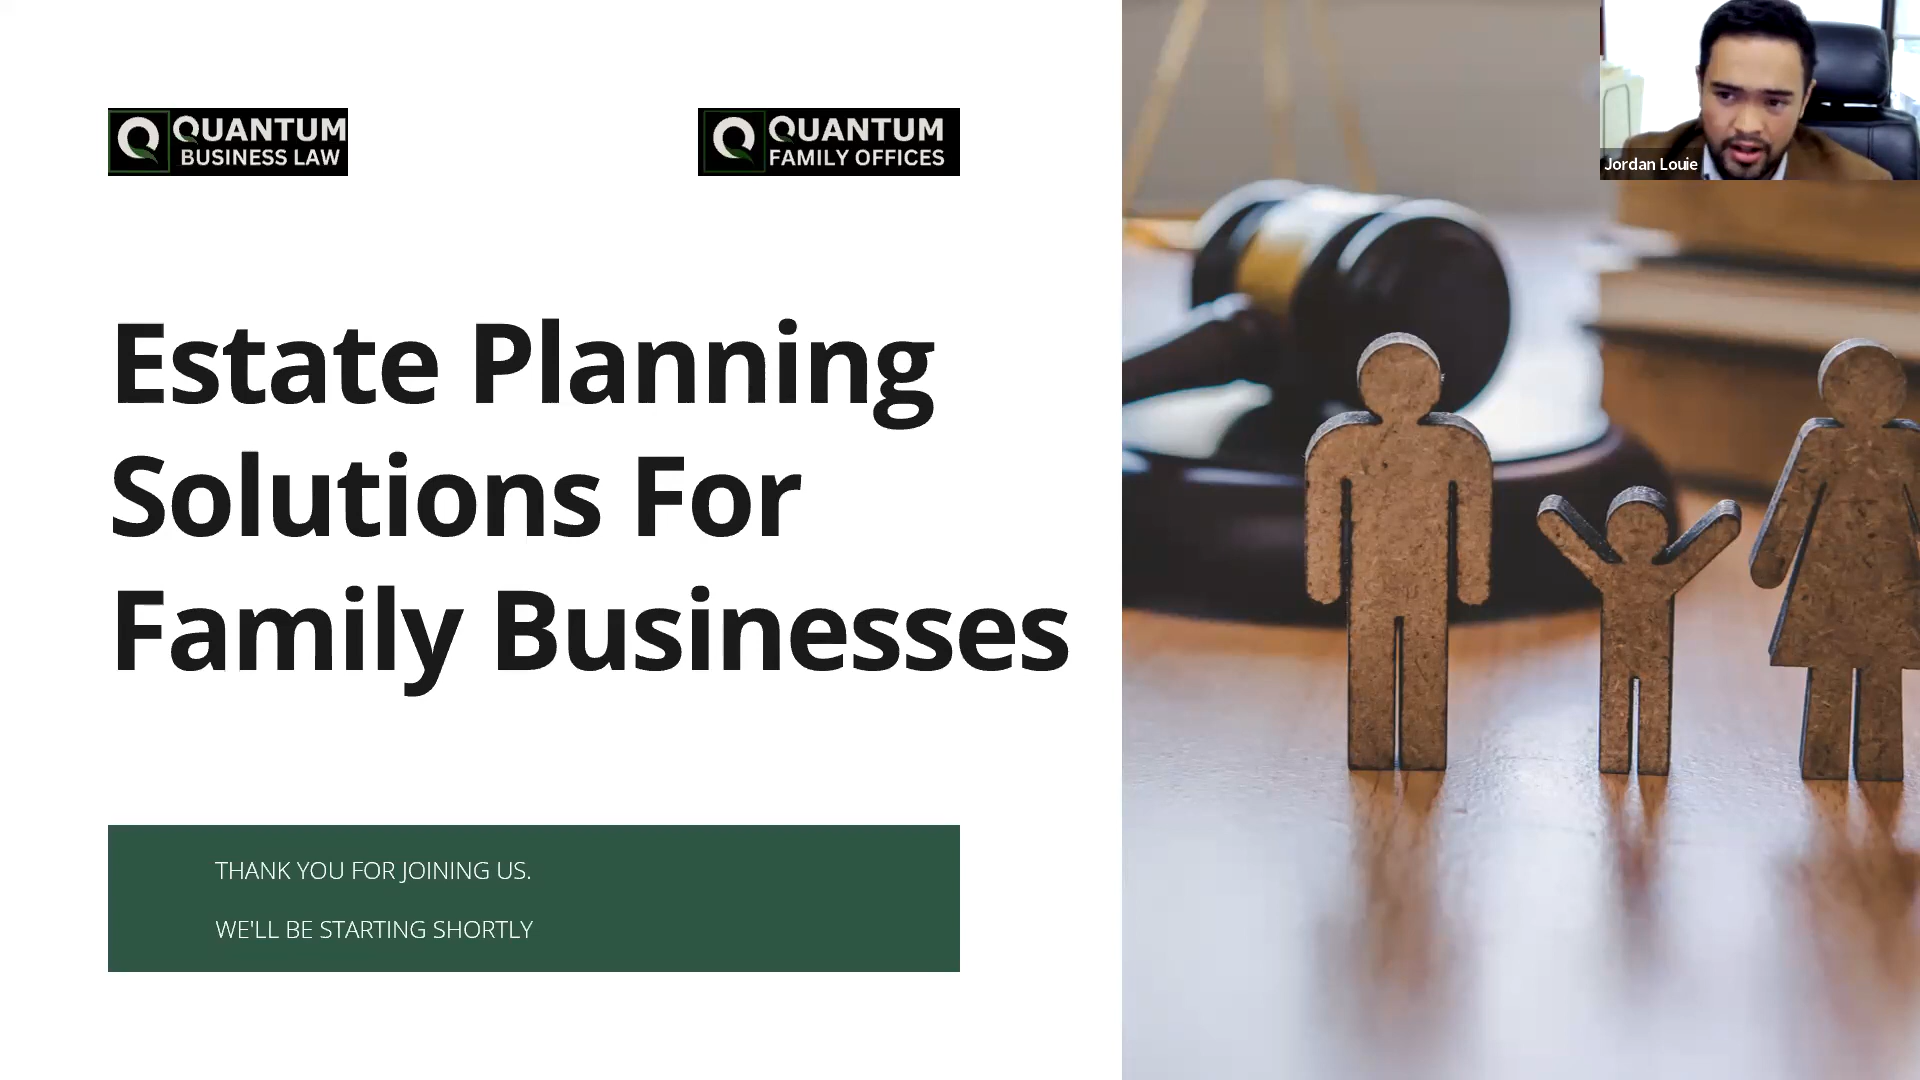 QUANTUM
BUSINESS LAW
QUANTUM
FAMILY OFFICES
Jordan Louie
Estate Planning
Solutions For
Family Businesses
THANK YOU FOR JOINING US.
WE'LL BE STARTING SHORTLY